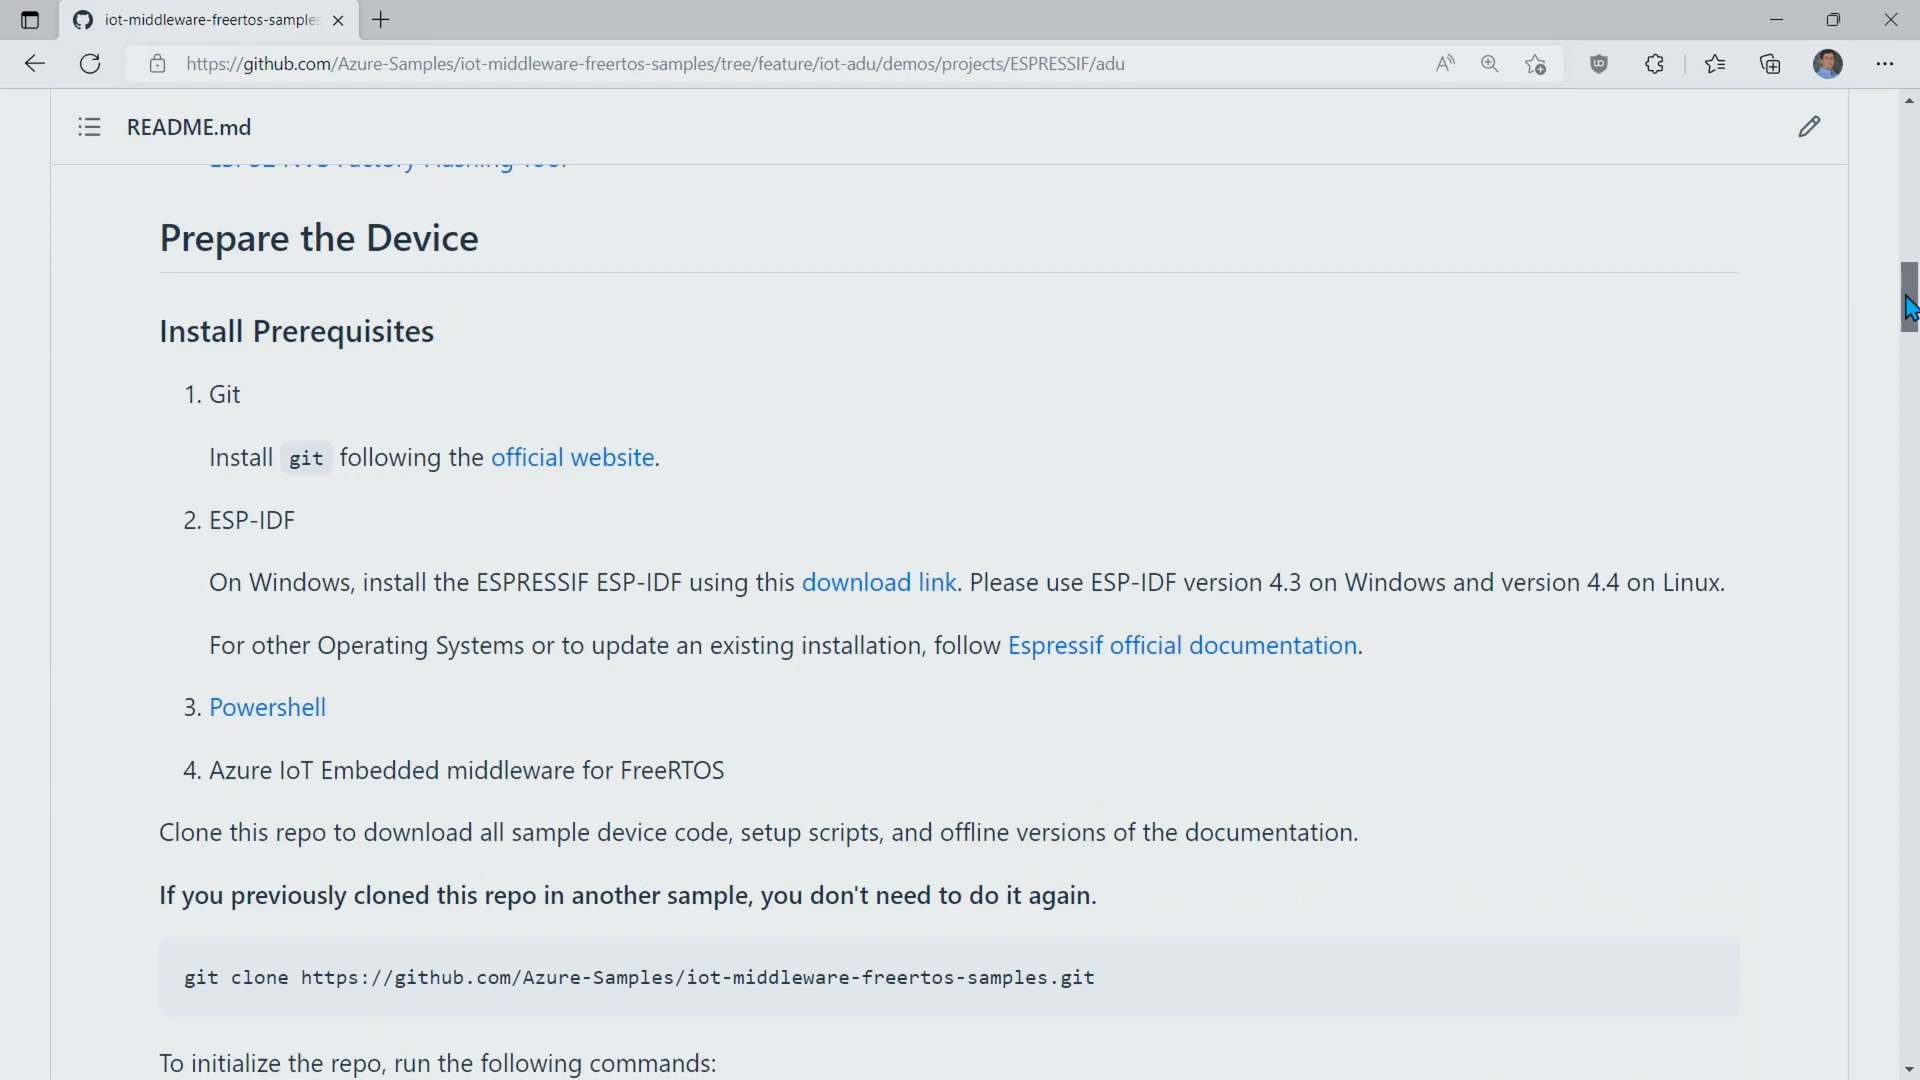 iot-middleware-freertos-samples
https://github.com/Azure-Samples/iot-middleware-freertos-samples/tree/feature/iot-adu/demos/projects/ESPRESSIF/adu
README.md
Prepare the Device
Install Prerequisites
1. Git
Install git following the official website.
2. ESP-IDF
On Windows, install the ESPRESSIF ESP-IDF using this download link. Please use ESP-IDF version 4.3 on Windows and version 4.4 on Linux.
For other Operating Systems or to update an existing installation, follow Espressif official documentation.
3. Powershell
4. Azure IoT Embedded middleware for FreeRTOS
Clone this repo to download all sample device code, setup scripts, and offline versions of the documentation.
If you previously cloned this repo in another sample, you don't need to do it again.
git clone https://github.com/Azure-Samples/iot-middleware-freertos-samples.git
To initialize the repo, run the following commands: